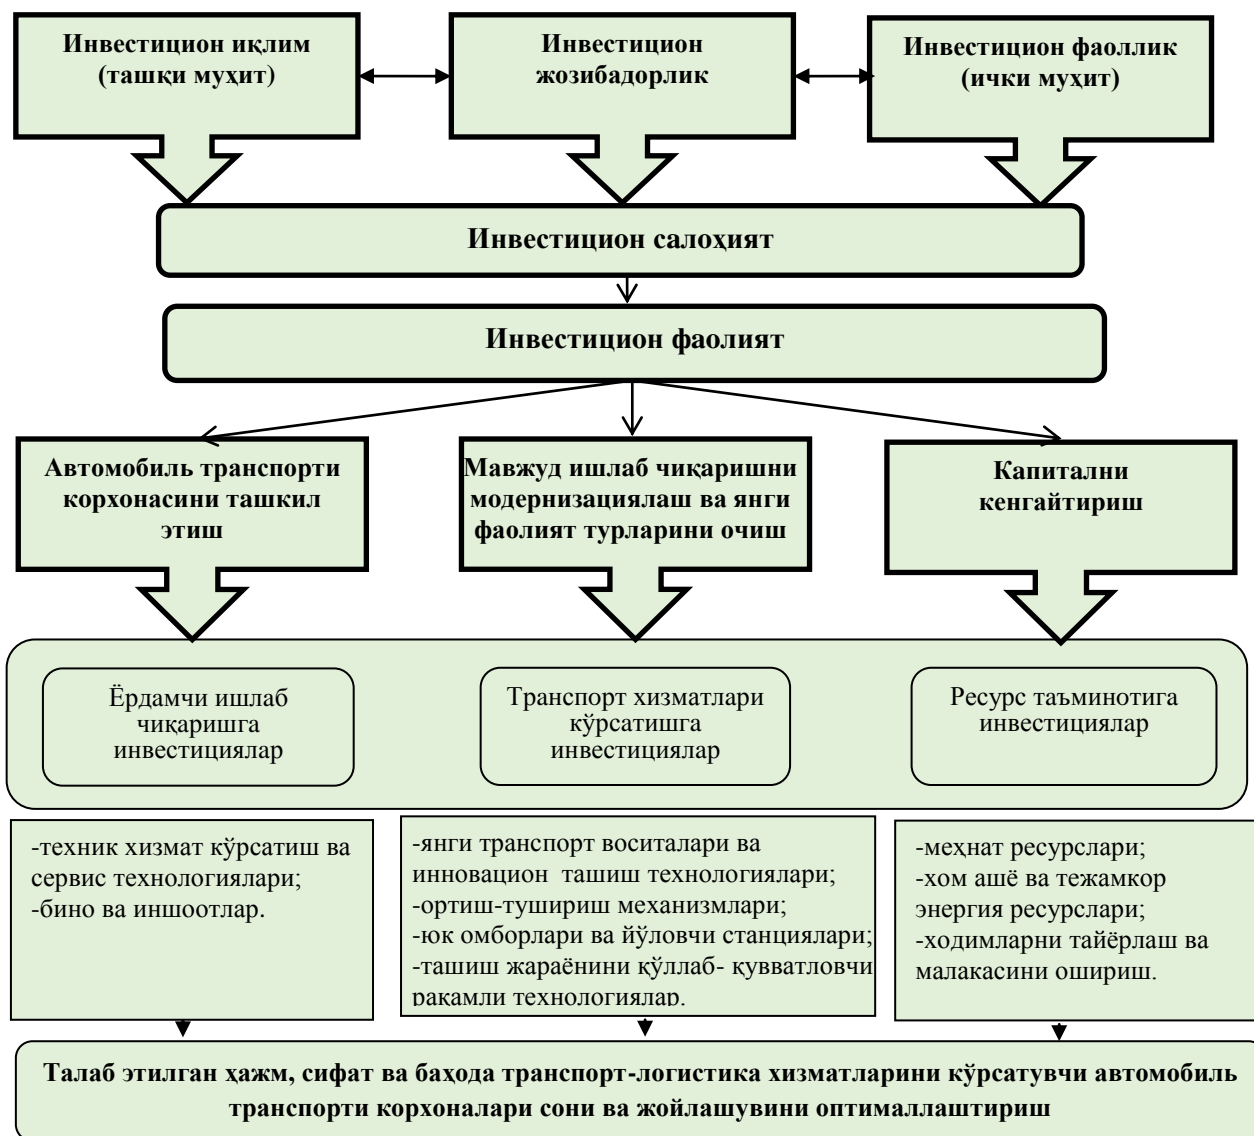 Инвестицион иқлим
(ташқи муҳит)
Инвестицион
жозибадорлик
Инвестицион фаоллик
(ички муҳит)
Инвестицион салоҳият
Инвестицион фаолият
Автомобиль транспорти
корхонасини ташкил
этиш
Мавжуд ишлаб чиқаришни
модернизациялаш ва янги
фаолият турларини очиш
Капитални
кенгайтириш
Ёрдамчи ишлаб
чиқаришга
инвестициялар
Транспорт хизматлари
кўрсатишга
инвестициялар
Ресурс таъминотига
инвестициялар
-техник хизмат кўрсатиш ва
сервис технологиялари;
-бино ва иншоотлар.
-янги транспорт воситалари ва
инновацион ташиш технологиялари;
-ортиш-тушириш механизмлари;
-юк омборлари ва йўловчи станциялари;
-ташиш жараёнини қўллаб- қувватловчи
рақамли технологиялар.
-меҳнат ресурслари;
-хом ашё ва тежамкор
энергия ресурслари;
-ходимларни тайёрлаш ва
малакасини ошириш.
Талаб этилган ҳажм, сифат ва баҳода транспорт-логистика хизматларини кўрсатувчи автомобиль
транспорти корхоналари сони ва жойлашувини оптималлаштириш